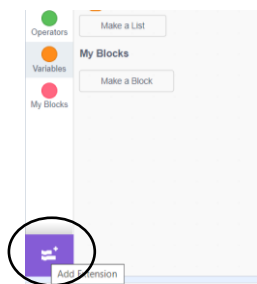 Operators
Make a List
My Blocks
Variables
Make a Block
My Blocks
Add Extension